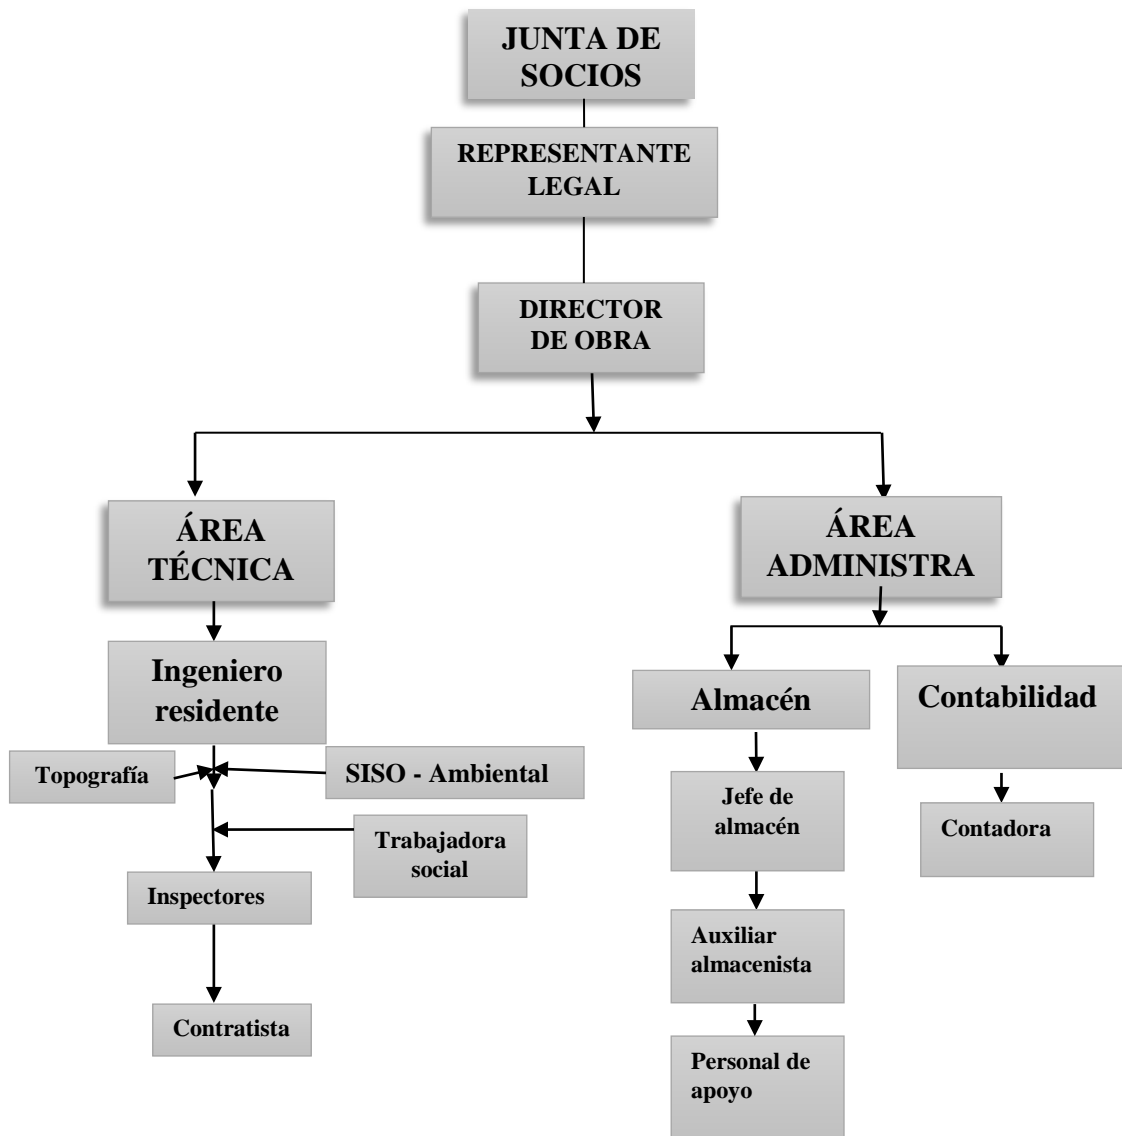 JUNTA DE
SOCIOS
REPRESENTANTE
LEGAL
DIRECTOR
DE OBRA
ÁREA
TÉCNICA
ÁREA
ADMINISTRA
Ingeniero
residente
Almacén
Contabilidad
Topografía
SISO - Ambiental
Jefe de
almacén
Contadora
Trabajadora
social
Inspectores
Auxiliar
almacenista
Contratista
Personal de
apoyo